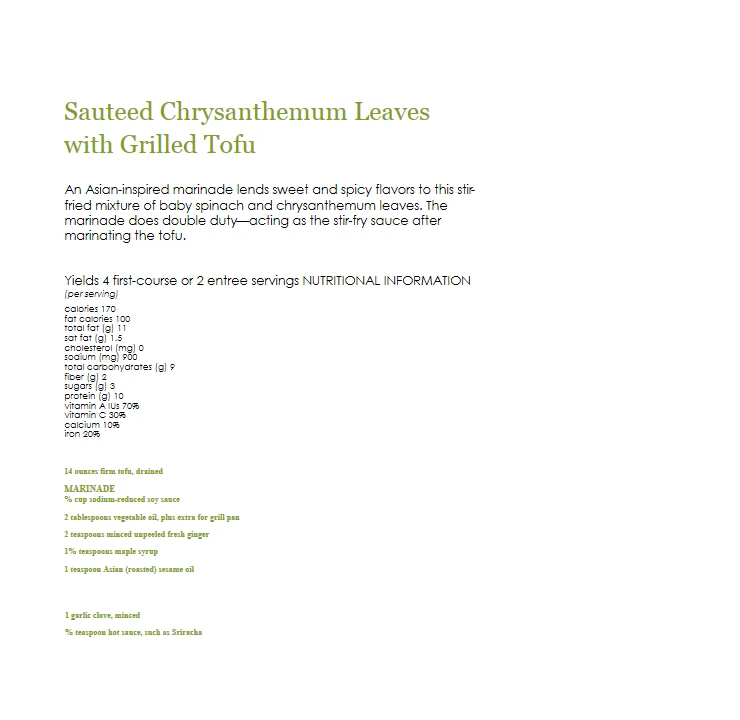 Sauteed Chrysanthemum Leaves
with Grilled Tofu
An Asian-inspired marinade lends sweet and spicy flavors to this stir-
fried mixture of baby spinach and chrysanthemum leaves. The
marinade does double duty—acting as the stir-fry sauce after
marinating the tofu.
Yields 4 first-course or 2 entree servings NUTRITIONAL INFORMATION
(per serving)
calories 170
fat calories 100
total fat (g) 11
sat fat (g) 1.5
cholesterol (mg) 0
sodium (mg) 900
total carbohydrates (g) 9
fiber (g) 2
sugars (g) 3
protein (g) 10
vitamin A IUs 70%
vitamin C 30%
calcium 10%
iron 20%
14 ounces firm tofu, drained
MARINADE
% cup sodium-reduced soy sauce
2 tablespoons vegetable oil, plus extra for grill pan
2 teaspoons minced unpeeled fresh ginger
1% teaspoons maple syrup
1 teaspoon Asian (roasted) sesame oil
1 garlic clove, minced
% teaspoon hot sauce, such as Sriracha